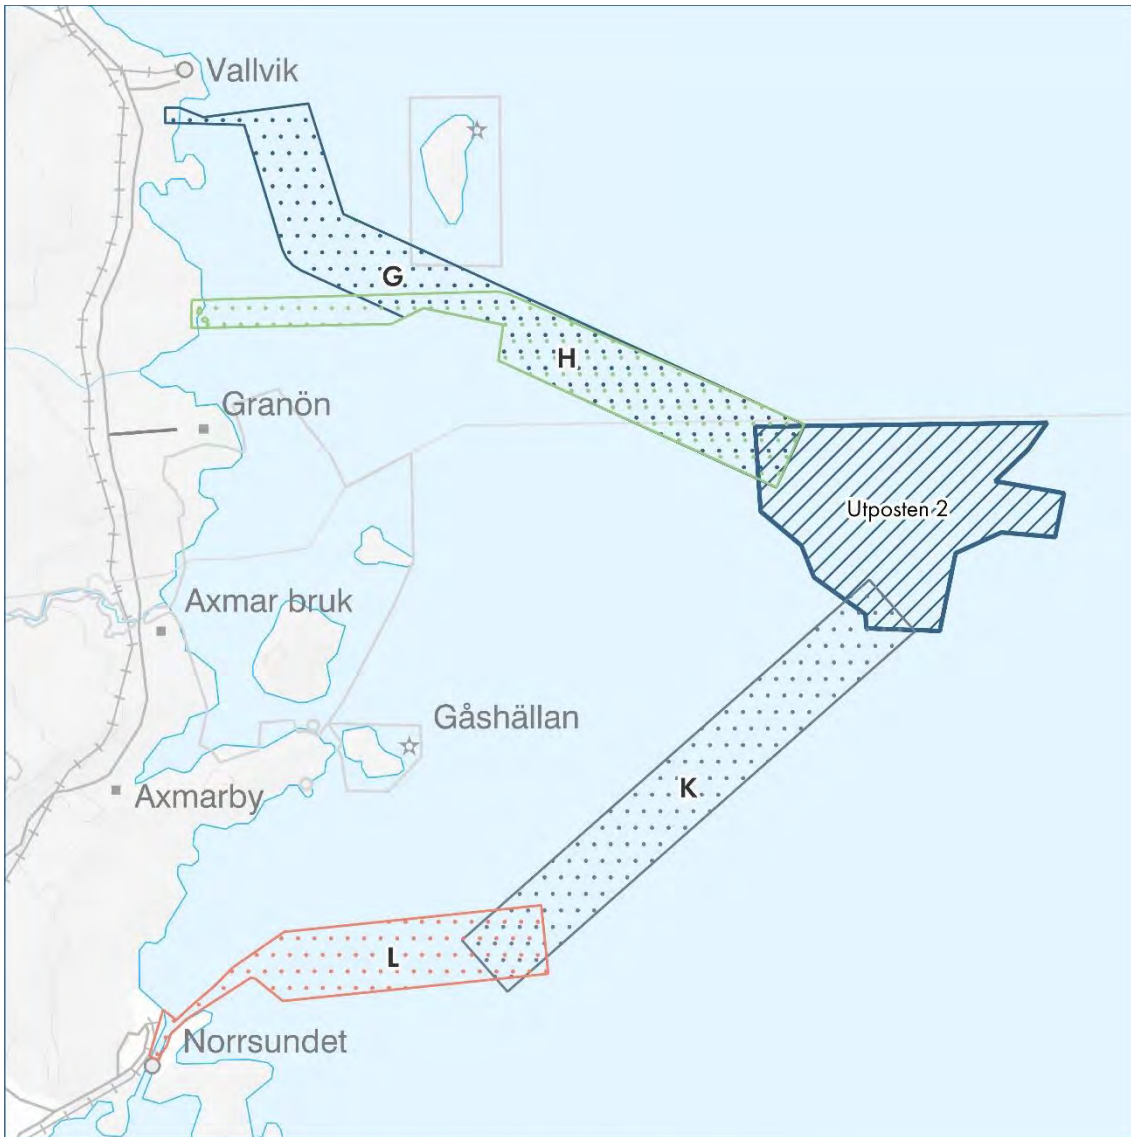 Vallvik
G
H
Granön
Utposten 2
Axmar bruk
Gåshällan
K
Axmarby
L
Norrsundet